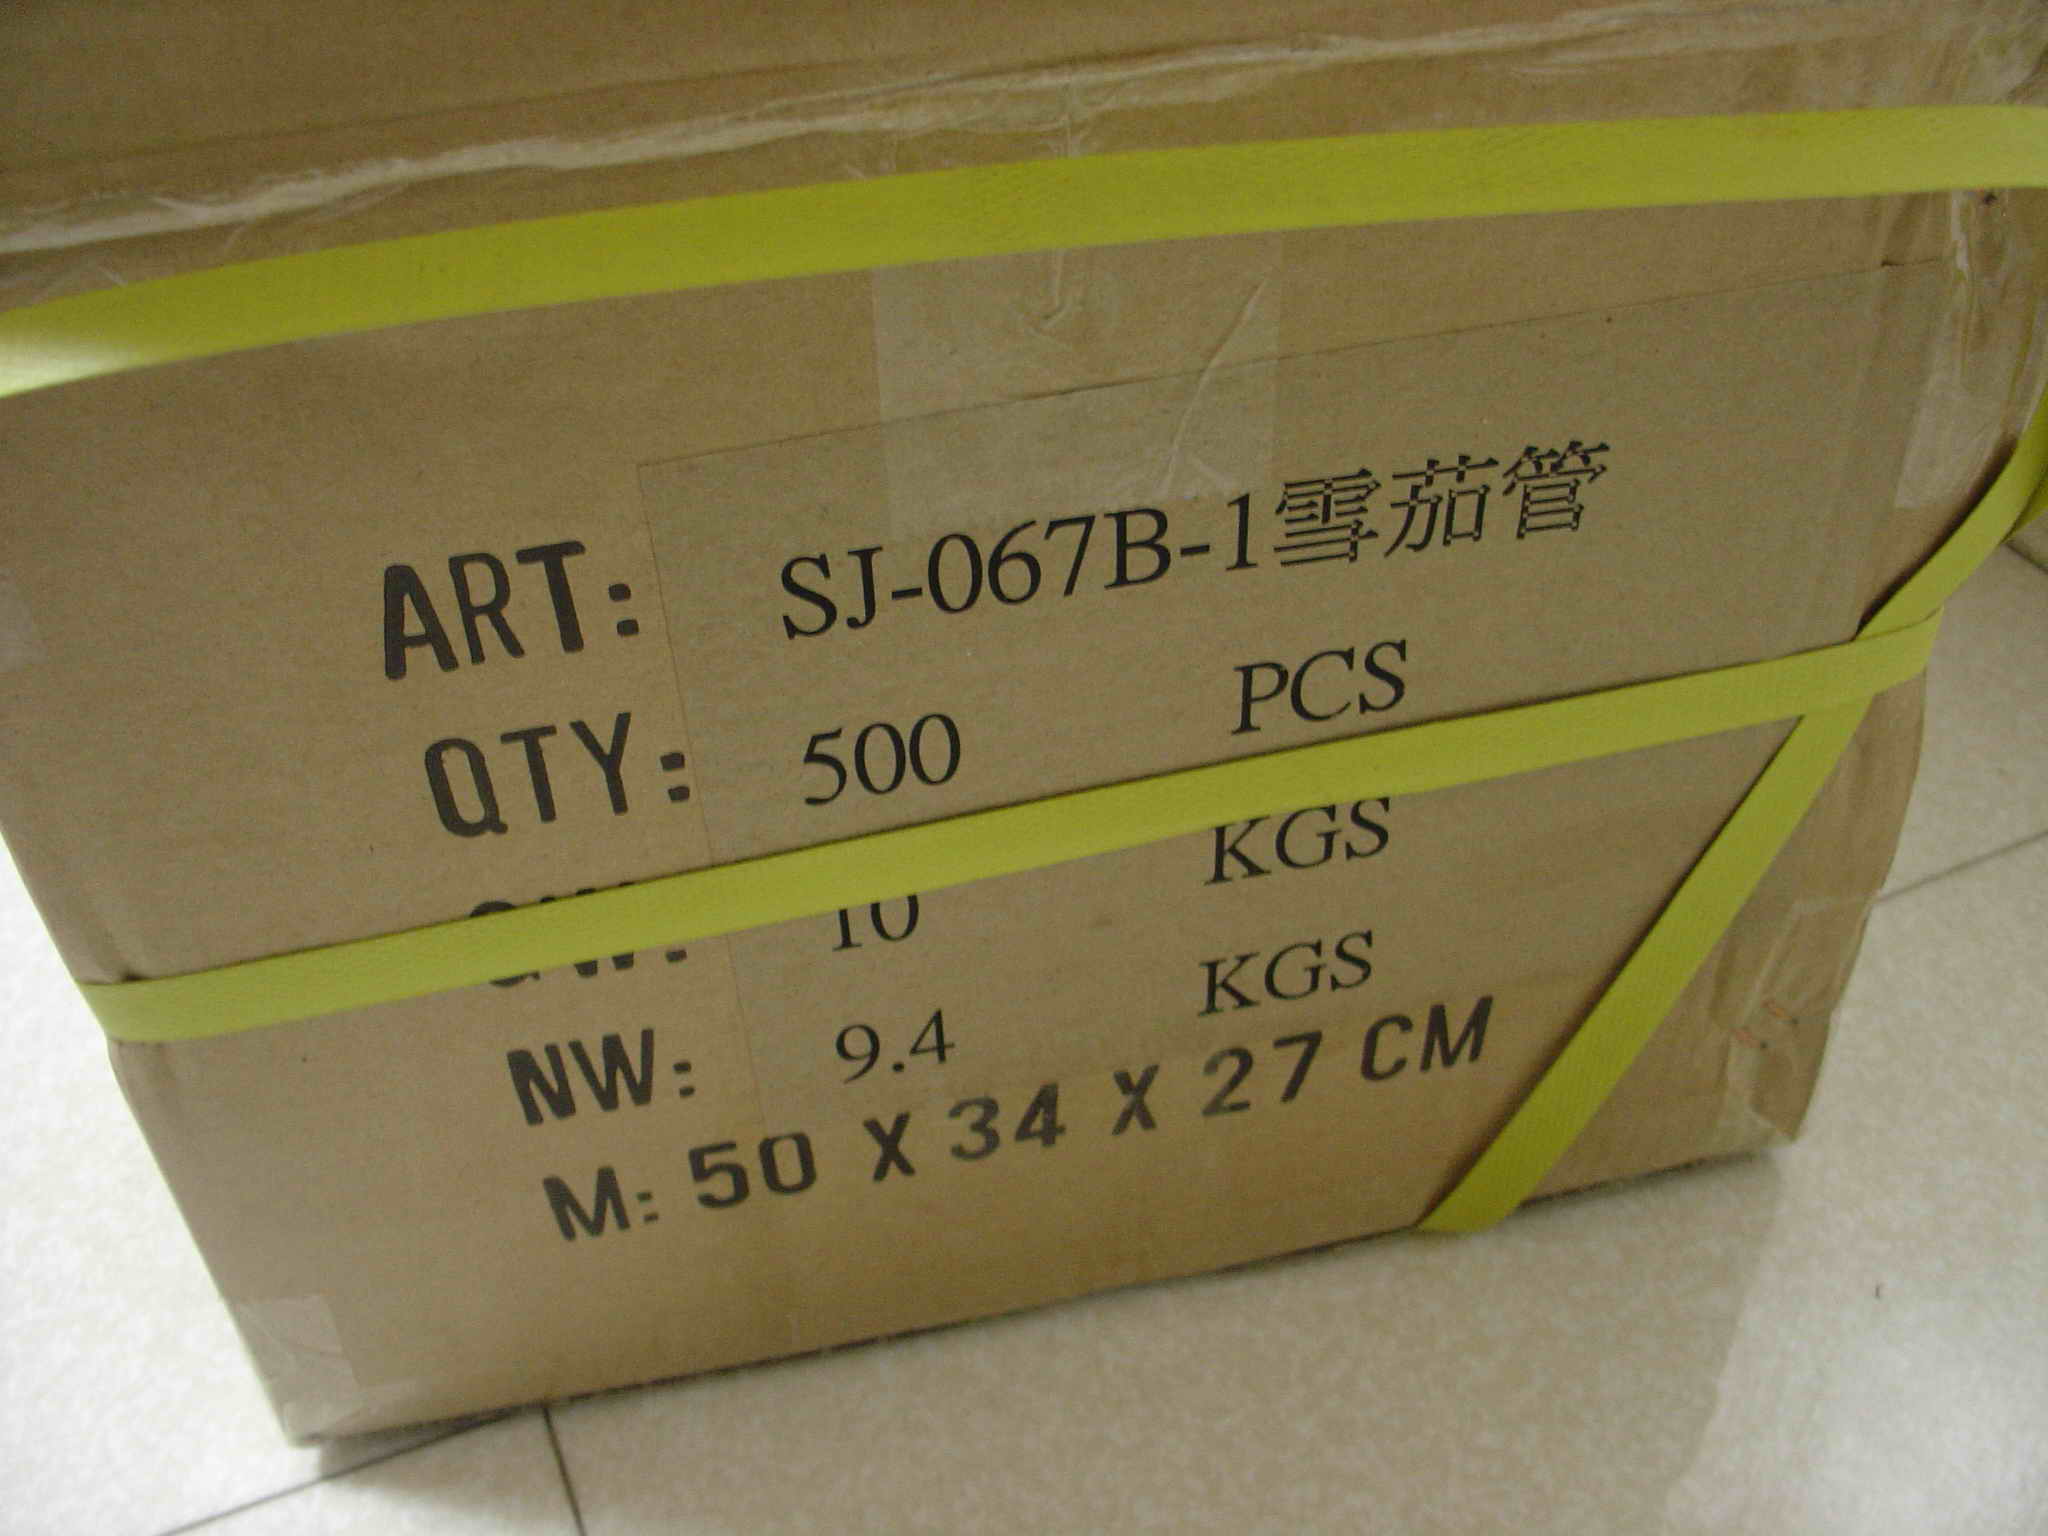 ART: SJ-067B-1雪茄管
QTY: 500 PCS
GW: 10 KGS
NW: 9.4 KGS
M: 50 X 34 X 27 CM